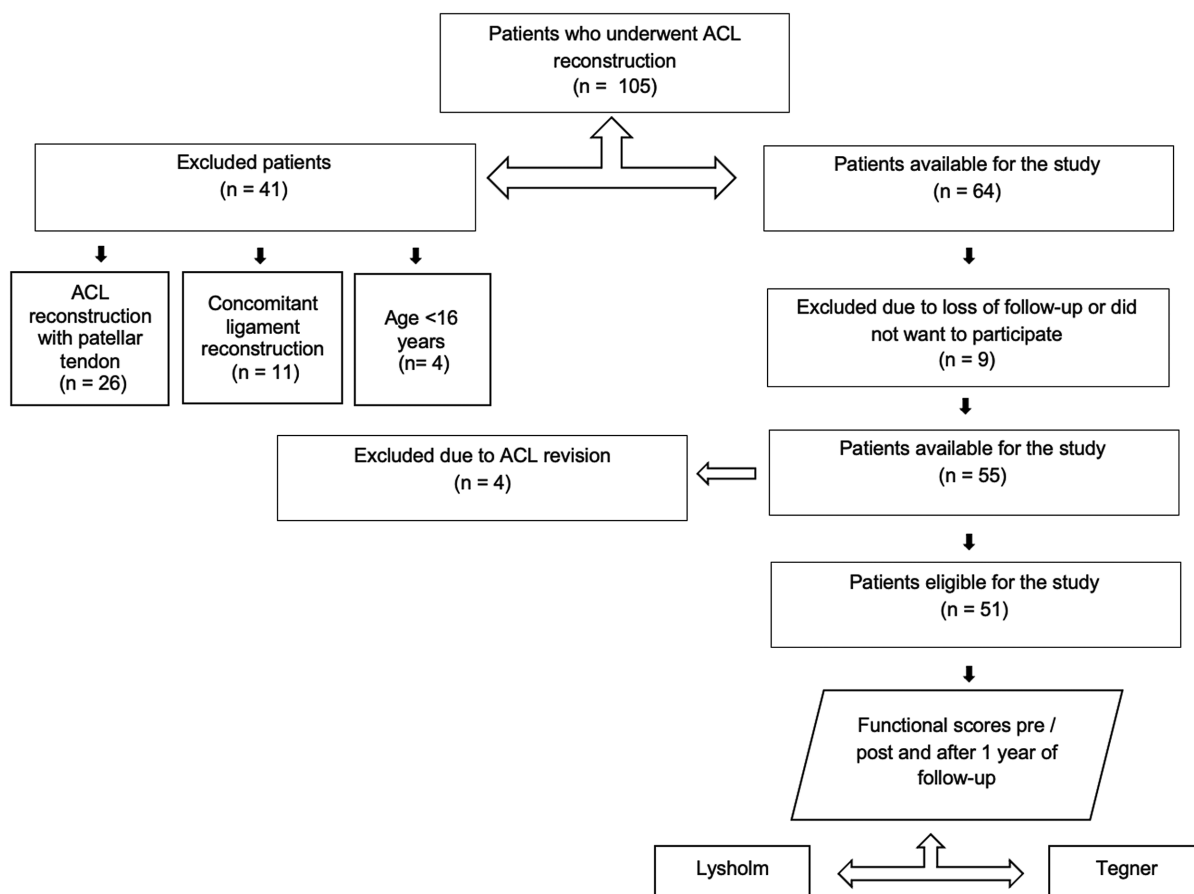 Patients who underwent ACL
reconstruction
(n =  105)
Excluded patients
(n = 41)
Patients available for the study
(n = 64)
ACL
reconstruction
with patellar
tendon
(n = 26)
Concomitant
ligament
reconstruction
(n = 11)
Age <16
years
(n= 4)
Excluded due to loss of follow-up or did
not want to participate
(n = 9)
Patients available for the study
(n = 55)
Excluded due to ACL revision
(n = 4)
Patients eligible for the study
(n = 51)
Functional scores pre /
post and after 1 year of
follow-up
Lysholm
Tegner